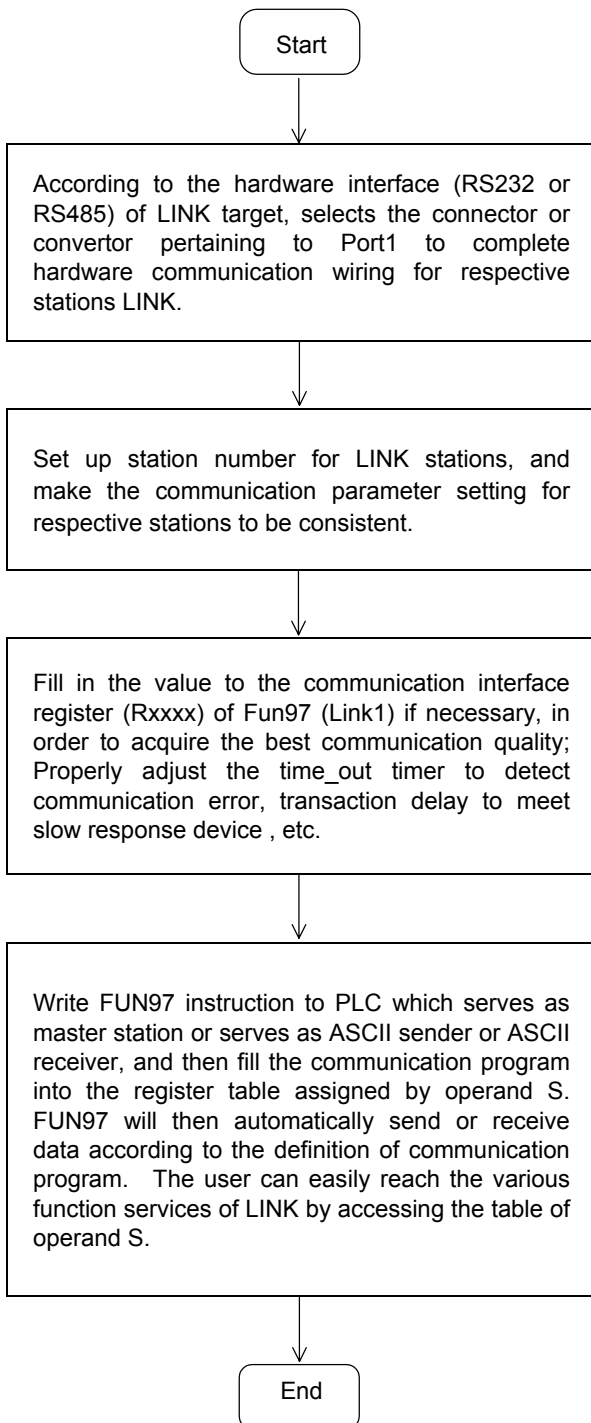 Start
According to the hardware interface (RS232 or
RS485) of LINK target, selects the connector or
convertor pertaining to Port1 to complete
hardware communication wiring for respective
stations LINK.
Set up station number for LINK stations, and
make the communication parameter setting for
respective stations to be consistent.
Fill in the value to the communication interface
register (Rxxxx) of Fun97 (Link1) if necessary, in
order to acquire the best communication quality;
Properly adjust the time_out timer to detect
communication error, transaction delay to meet
slow response device , etc.
Write FUN97 instruction to PLC which serves as
master station or serves as ASCII sender or ASCII
receiver, and then fill the communication program
into the register table assigned by operand S.
FUN97 will then automatically send or receive
data according to the definition of communication
program. The user can easily reach the various
function services of LINK by accessing the table of
operand S.
End